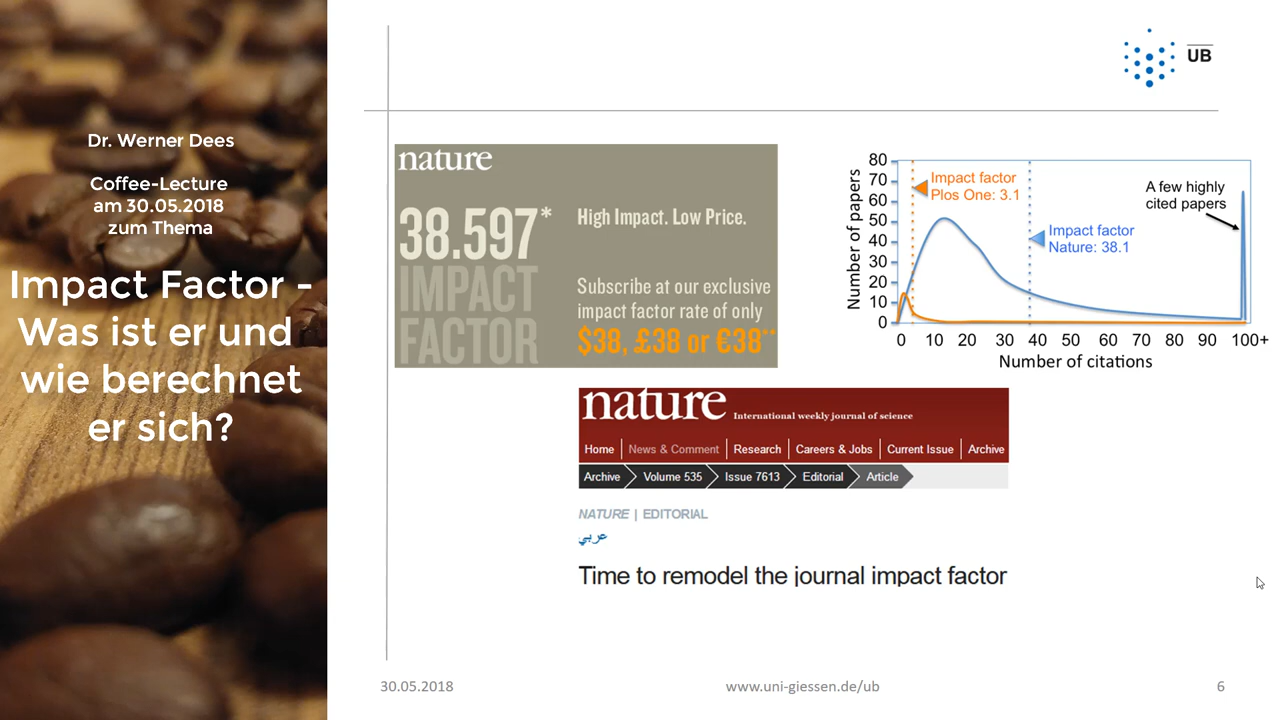 Dr. Werner Dees
Coffee-Lecture
am 30.05.2018
zum Thema
Impact Factor -
Was ist er und
wie berechnet
er sich?
UB
nature
38.597*
IMPACT
FACTOR
High Impact. Low Price.
Subscribe at our exclusive
impact factor rate of only
$38, £38 or €38**
Number of papers
80
70
60
50
40
30
20
10
0
Impact factor
Plos One: 3.1
Impact factor
Nature: 38.1
A few highly
cited papers
0 10 20 30 40 50 60 70 80 90 100+
Number of citations
nature International weekly journal of science
Home News & Comment Research Careers & Jobs Current Issue Archive
Archive Volume 535 Issue 7613 Editorial Article
NATURE | EDITORIAL
عربي
Time to remodel the journal impact factor
30.05.2018 www.uni-giessen.de/ub 6